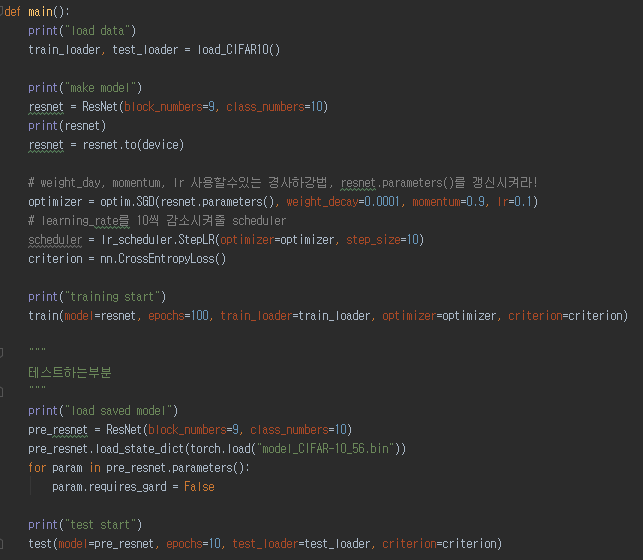 def main():
    print("load data")
    train_loader, test_loader = load_CIFAR10()

    print("make model")
    resnet = ResNet(block_numbers=9, class_numbers=10)
    print(resnet)
    resnet = resnet.to(device)

    # weight_day, momentum, lr 사용할수있는 경사하강법, resnet.parameters()를 갱신시켜라!
    optimizer = optim.SGD(resnet.parameters(), weight_decay=0.0001, momentum=0.9, lr=0.1)
    # learning_rate를 10씩 감소시켜줄 scheduler
    scheduler = lr_scheduler.StepLR(optimizer=optimizer, step_size=10)
    criterion = nn.CrossEntropyLoss()

    print("training start")
    train(model=resnet, epochs=100, train_loader=train_loader, optimizer=optimizer, criterion=criterion)

    """
    테스트하는부분
    """
    print("load saved model")
    pre_resnet = ResNet(block_numbers=9, class_numbers=10)
    pre_resnet.load_state_dict(torch.load("model_CIFAR-10_56.bin"))
    for param in pre_resnet.parameters():
        param.requires_gard = False

    print("test start")
    test(model=pre_resnet, epochs=10, test_loader=test_loader, criterion=criterion)